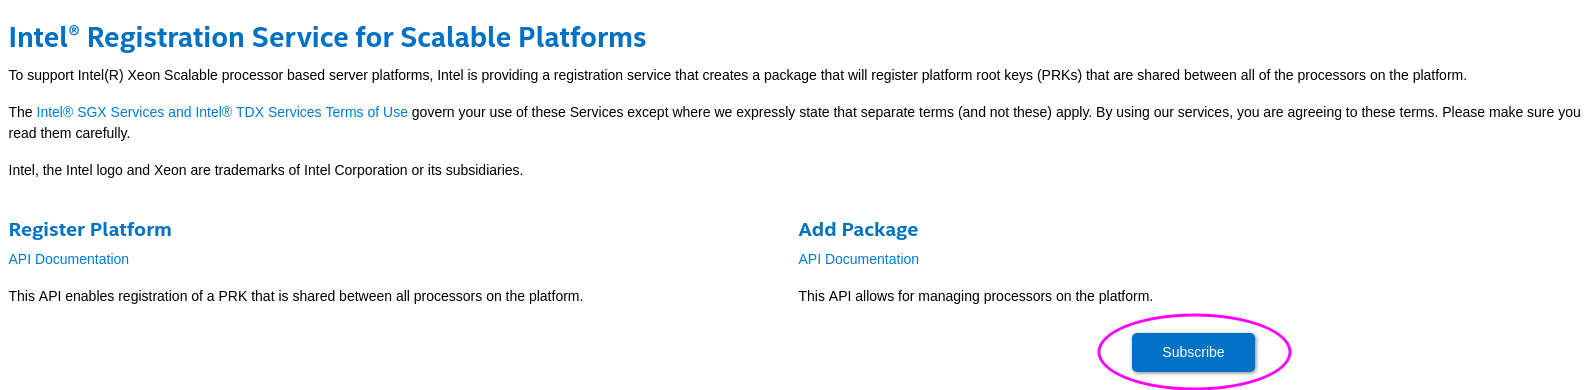 Intel® Registration Service for Scalable Platforms
To support Intel(R) Xeon Scalable processor based server platforms, Intel is providing a registration service that creates a package that will register platform root keys (PRKs) that are shared between all of the processors on the platform.
The Intel® SGX Services and Intel® TDX Services Terms of Use govern your use of these Services except where we expressly state that separate terms (and not these) apply. By using our services, you are agreeing to these terms. Please make sure you
read them carefully.
Intel, the Intel logo and Xeon are trademarks of Intel Corporation or its subsidiaries.
Register Platform
API Documentation
This API enables registration of a PRK that is shared between all processors on the platform.
Add Package
API Documentation
This API allows for managing processors on the platform.
Subscribe